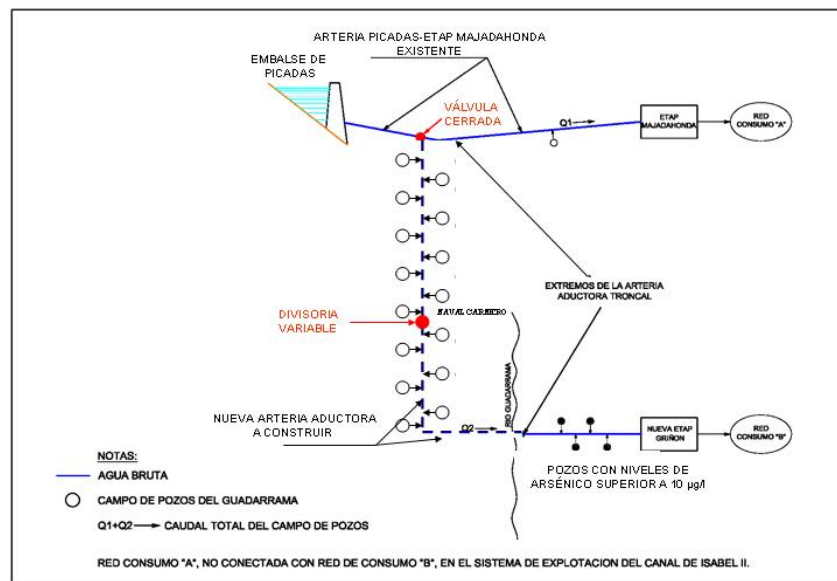 ARTERIA PICADAS-ETAP MAJADAHONDA
EXISTENTE
EMBALSE DE
PICADAS
VÁLVULA
CERRADA
Q1
ETAP
MAJADAHONDA
RED
CONSUMO "A"
EXTREMOS DE LA ARTERIA
ADUCTORA TRONCAL
DIVISORIA
VARIABLE
NAVALCARNERO
RIO GUADARRAMA
NUEVA ARTERIA ADUCTORA
A CONSTRUIR
Q2
NUEVA ETAP
GRIÑON
RED
CONSUMO "B"
POZOS CON NIVELES DE
ARSÉNICO SUPERIOR A 10 µg/l
NOTAS:
AGUA BRUTA
CAMPO DE POZOS DEL GUADARRAMA
Q1+Q2 → CAUDAL TOTAL DEL CAMPO DE POZOS
RED CONSUMO "A", NO CONECTADA CON RED DE CONSUMO "B", EN EL SISTEMA DE EXPLOTACION DEL CANAL DE ISABEL II.